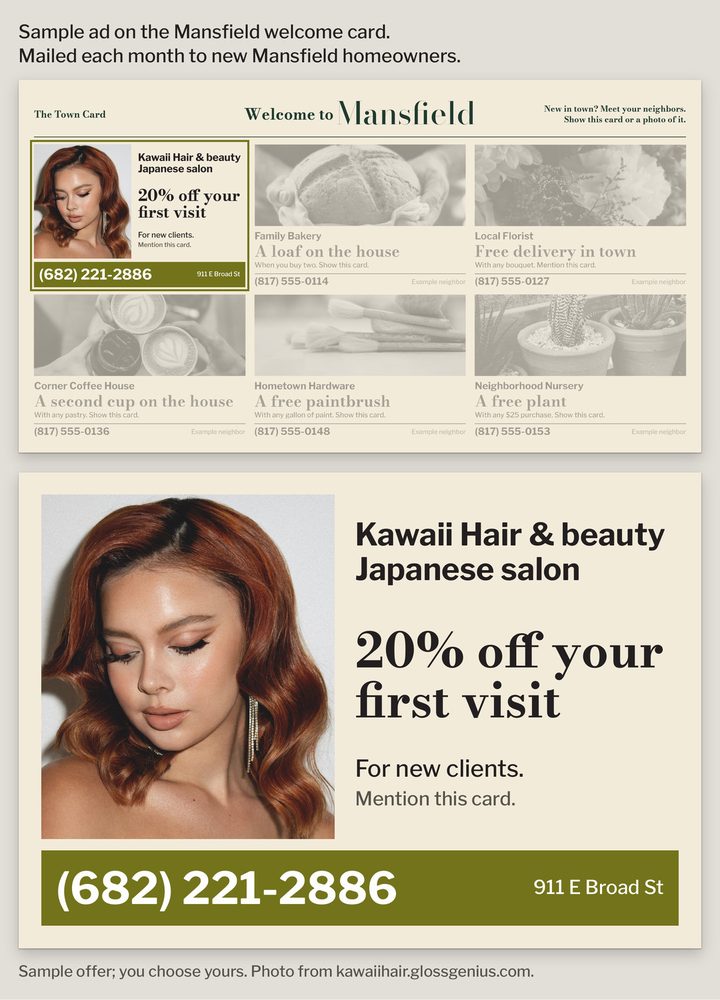 Sample ad on the Mansfield welcome card.
Mailed each month to new Mansfield homeowners.
The Town Card
Welcome to Mansfield
New in town? Meet your neighbors.
Show this card or a photo of it.
Kawaii Hair & beauty
Japanese salon
20% off your
first visit
For new clients.
Mention this card.
(682) 221-2886
911 E Broad St
Family Bakery
A loaf on the house
When you buy two. Show this card.
(817) 555-0114
Example neighbor
Local Florist
Free delivery in town
With any bouquet. Mention this card.
(817) 555-0127
Example neighbor
Corner Coffee House
A second cup on the house
With any pastry. Show this card.
(817) 555-0136
Example neighbor
Hometown Hardware
A free paintbrush
With any gallon of paint. Show this card.
(817) 555-0148
Example neighbor
Neighborhood Nursery
A free plant
With any $25 purchase. Show this card.
(817) 555-0153
Example neighbor
Kawaii Hair & beauty
Japanese salon
20% off your
first visit
For new clients.
Mention this card.
(682) 221-2886
911 E Broad St
Sample offer; you choose yours. Photo from kawaiihair.glossgenius.com.